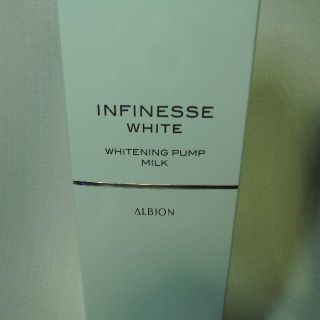 INFINESSE
WHITE
WHITENING PUMP
MILK
ALBION